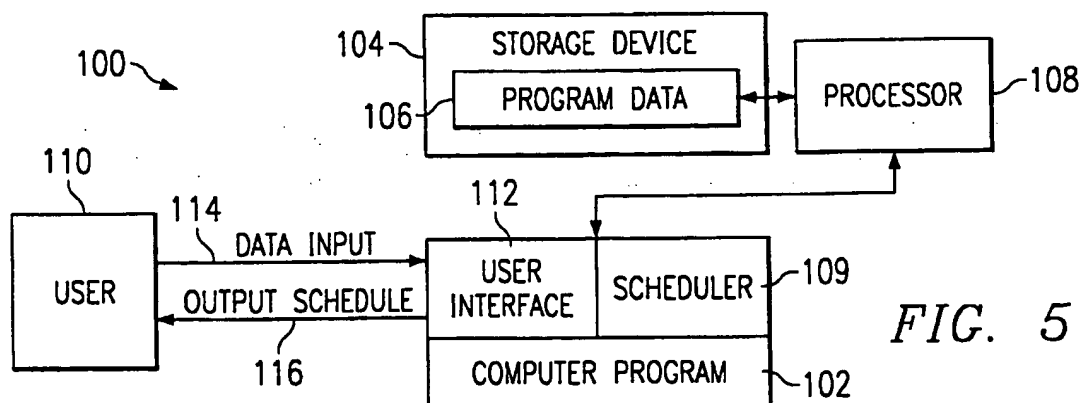 100
104
STORAGE DEVICE
106
PROGRAM DATA
PROCESSOR
108
110
USER
114
DATA INPUT
OUTPUT SCHEDULE
116
112
USER
INTERFACE
SCHEDULER
109
COMPUTER PROGRAM
102
FIG. 5